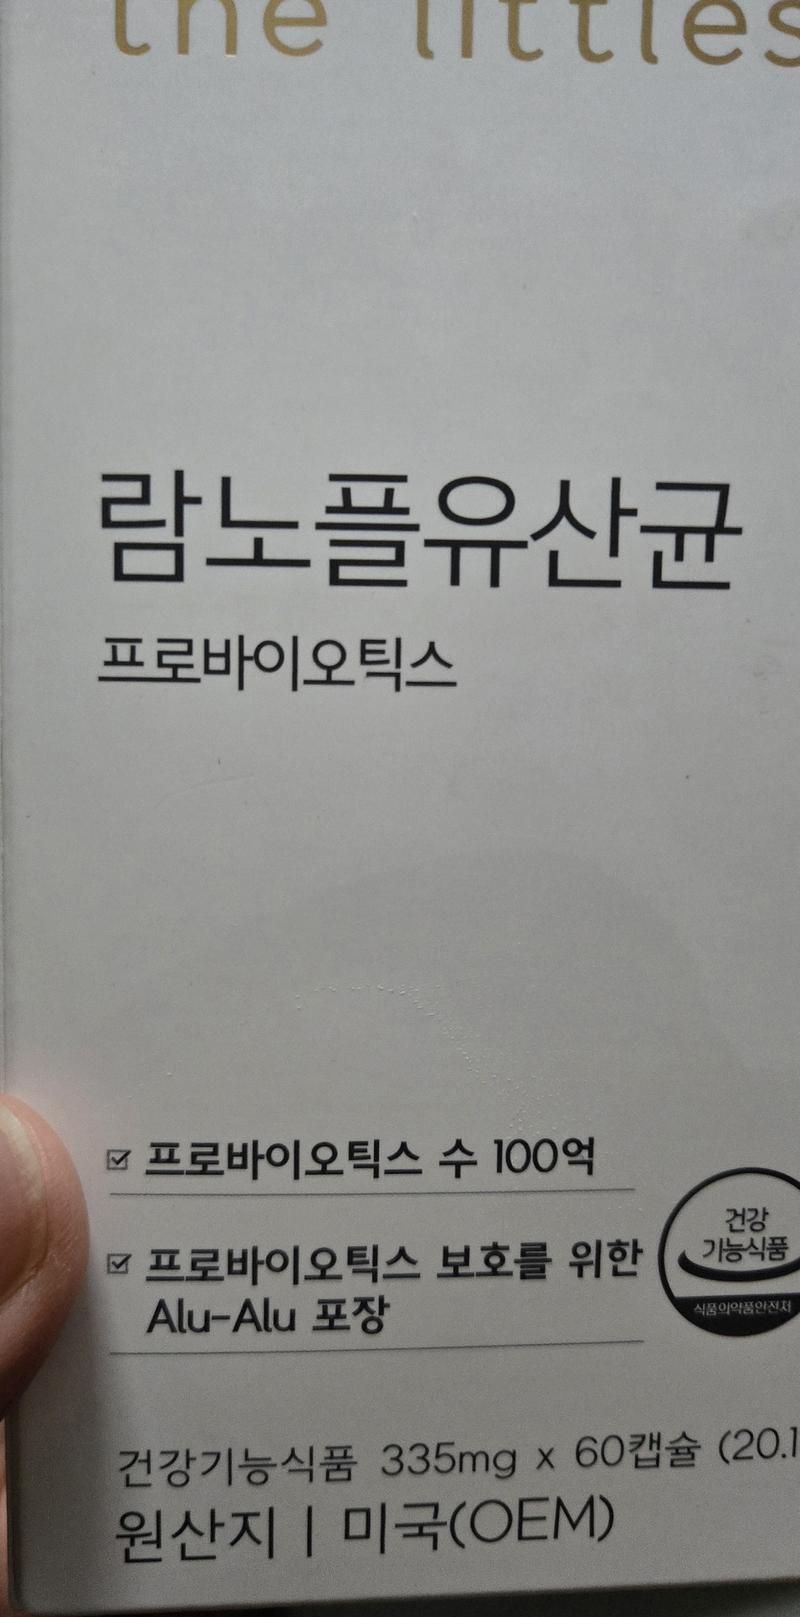 the littles
람노플유산균
프로바이오틱스
☑ 프로바이오틱스 수 100억
☑ 프로바이오틱스 보호를 위한
Alu-Alu 포장
건강
기능식품
식품의약품안전처
건강기능식품 335mg x 60캡슐 (20.1
원산지 | 미국(OEM)